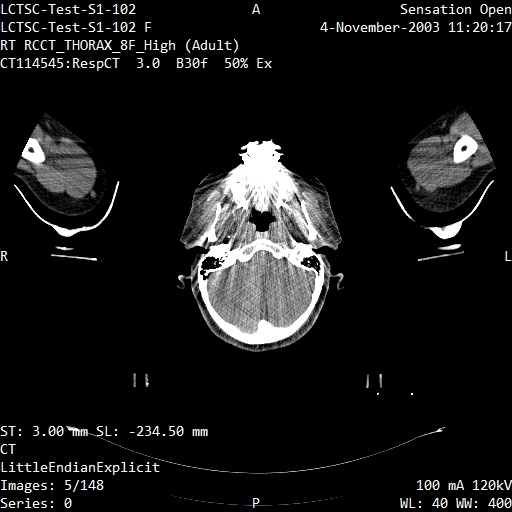 LCTSC-Test-S1-102
A
Sensation Open
LCTSC-Test-S1-102 F
4-November-2003 11:20:17
RT RCCT_THORAX_8F_High (Adult)
CT114545:RespCT  3.0  B30f  50% Ex
R
L
ST: 3.00 mm SL: -234.50 mm
CT
LittleEndianExplicit
Images: 5/148
100 mA 120kV
Series: 0
P
WL: 40 WW: 400